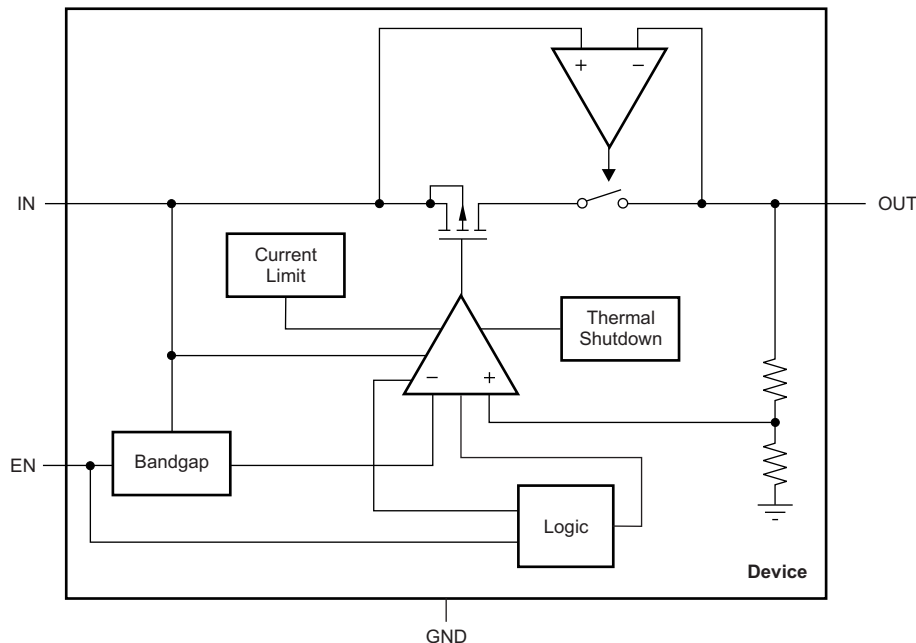 + −
IN
OUT
Current
Limit
Thermal
Shutdown
− +
EN
Bandgap
Logic
Device
GND